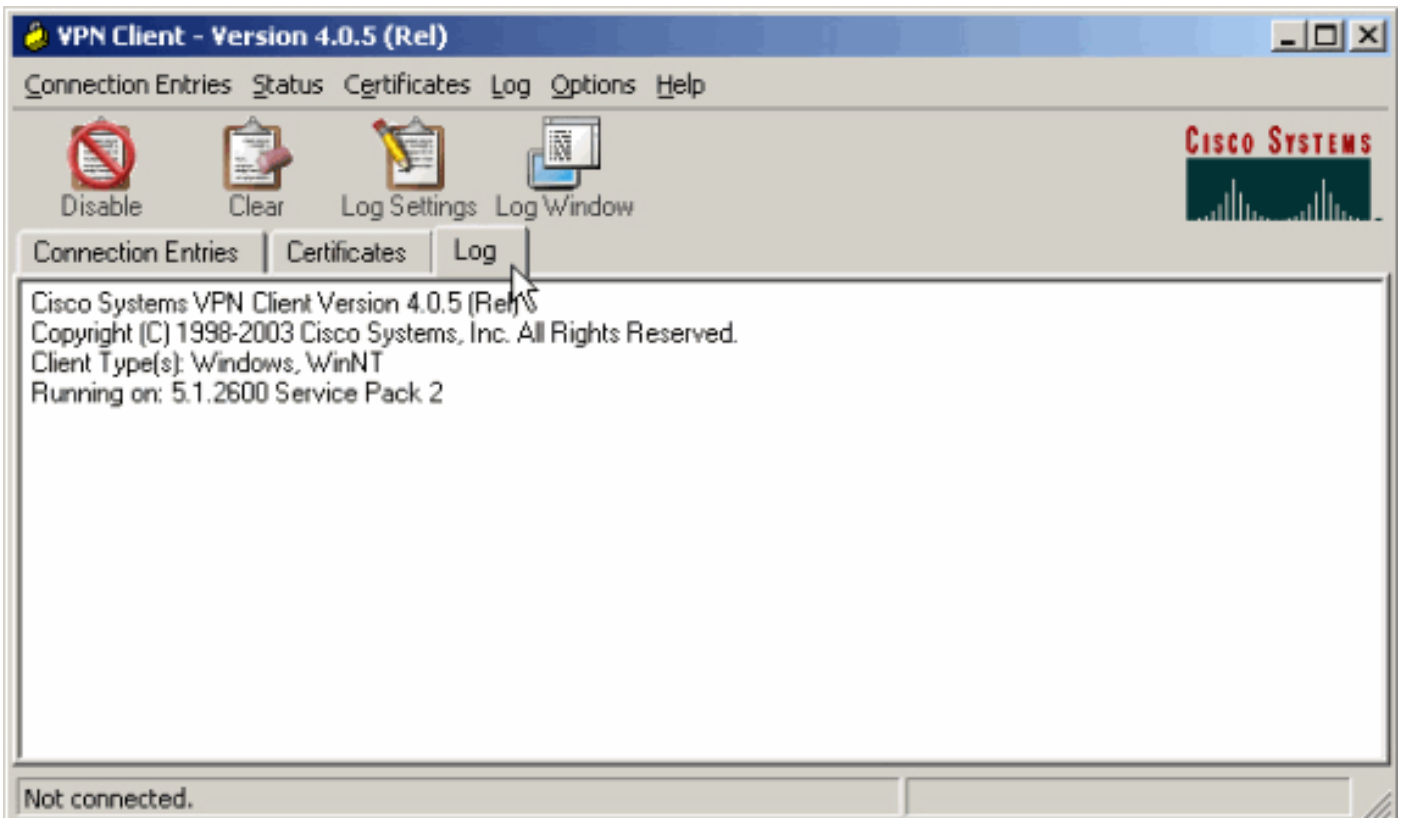 VPN Client - Version 4.0.5 (Rel)
Connection Entries Status Certificates Log Options Help
Disable Clear Log Settings Log Window
CISCO SYSTEMS
Connection Entries Certificates Log
Cisco Systems VPN Client Version 4.0.5 (Rel)
Copyright (C) 1998-2003 Cisco Systems, Inc. All Rights Reserved.
Client Type(s): Windows, WinNT
Running on: 5.1.2600 Service Pack 2
Not connected.